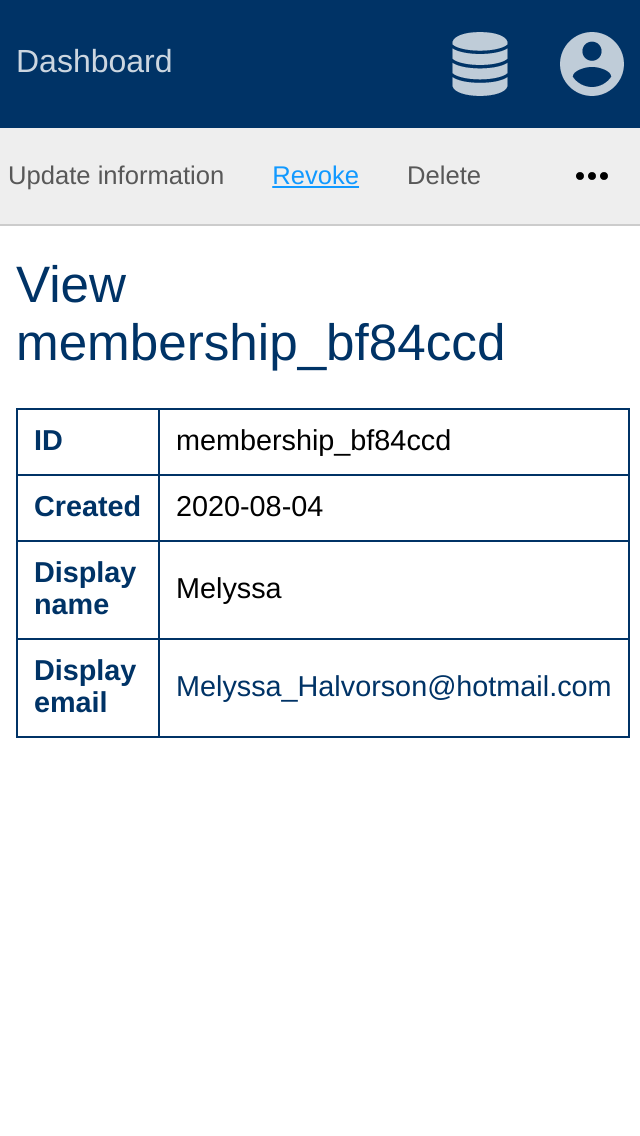 Dashboard
Update information Revoke Delete
View
membership_bf84ccd
ID membership_bf84ccd
Created 2020-08-04
Display
name
Melyssa
Display
email
Melyssa_Halvorson@hotmail.com